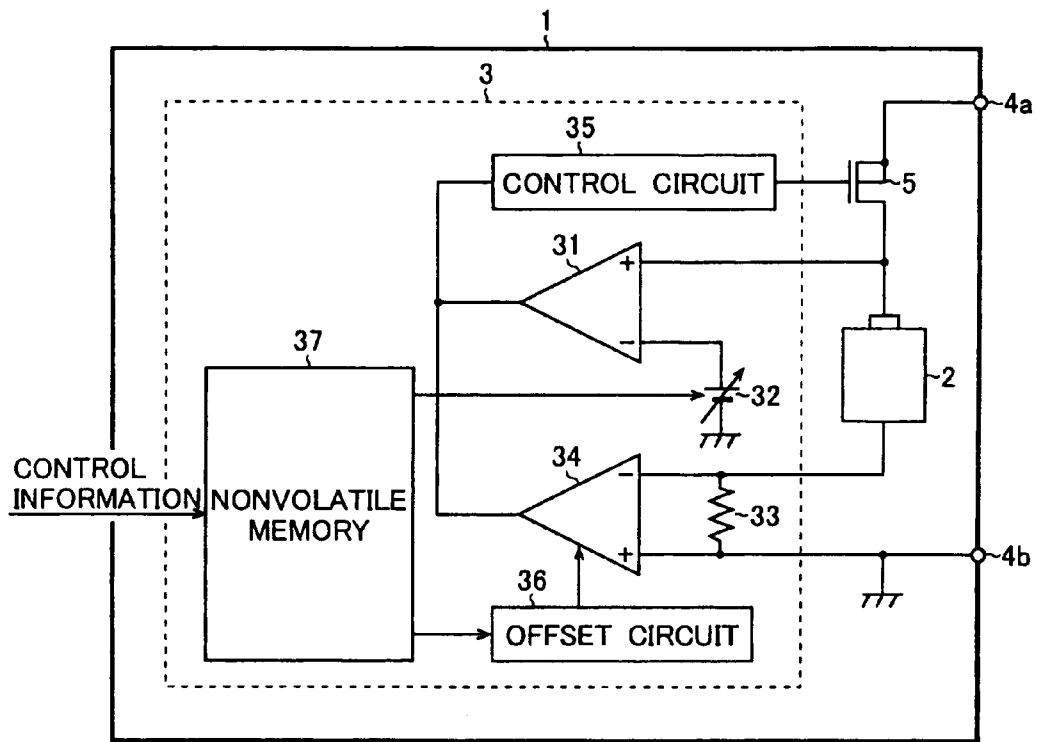 1
3
4a
35
CONTROL CIRCUIT
5
31
+
−
37
32
2
CONTROL
INFORMATION
NONVOLATILE
MEMORY
34
−
33
+
4b
36
OFFSET CIRCUIT